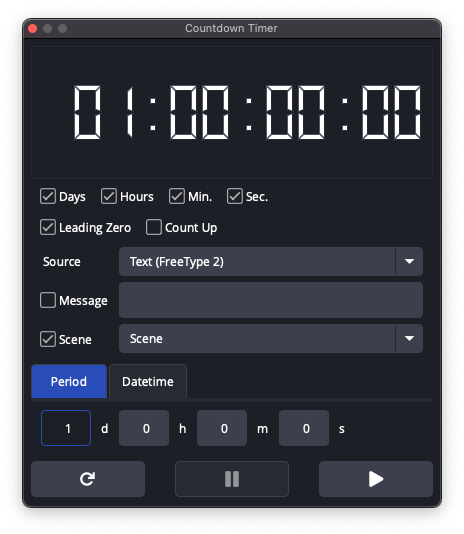 Countdown Timer
01:00:00:00
Days Hours Min. Sec.
Leading Zero Count Up
Source Text (FreeType 2)
Message
Scene Scene
Period Datetime
1 d 0 h 0 m 0 s